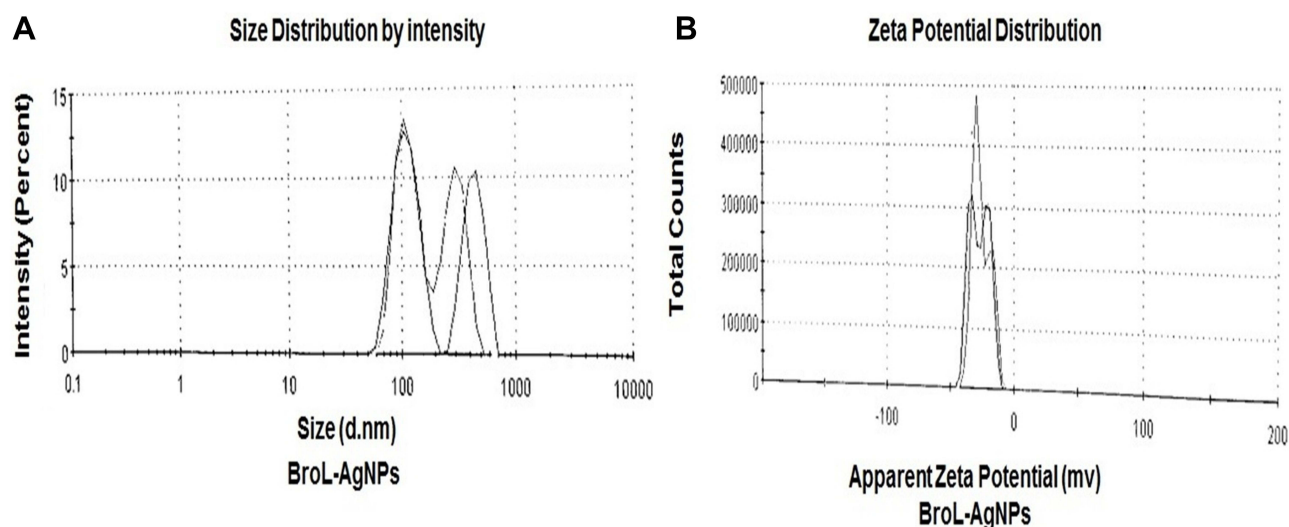 A
Size Distribution by intensity
Intensity (Percent)
15
10
5
0
0.1 1 10 100 1000 10000
Size (d.nm)
BroL-AgNPs
B
Zeta Potential Distribution
Total Counts
500000
400000
300000
200000
100000
0
-100 0 100 200
Apparent Zeta Potential (mv)
BroL-AgNPs